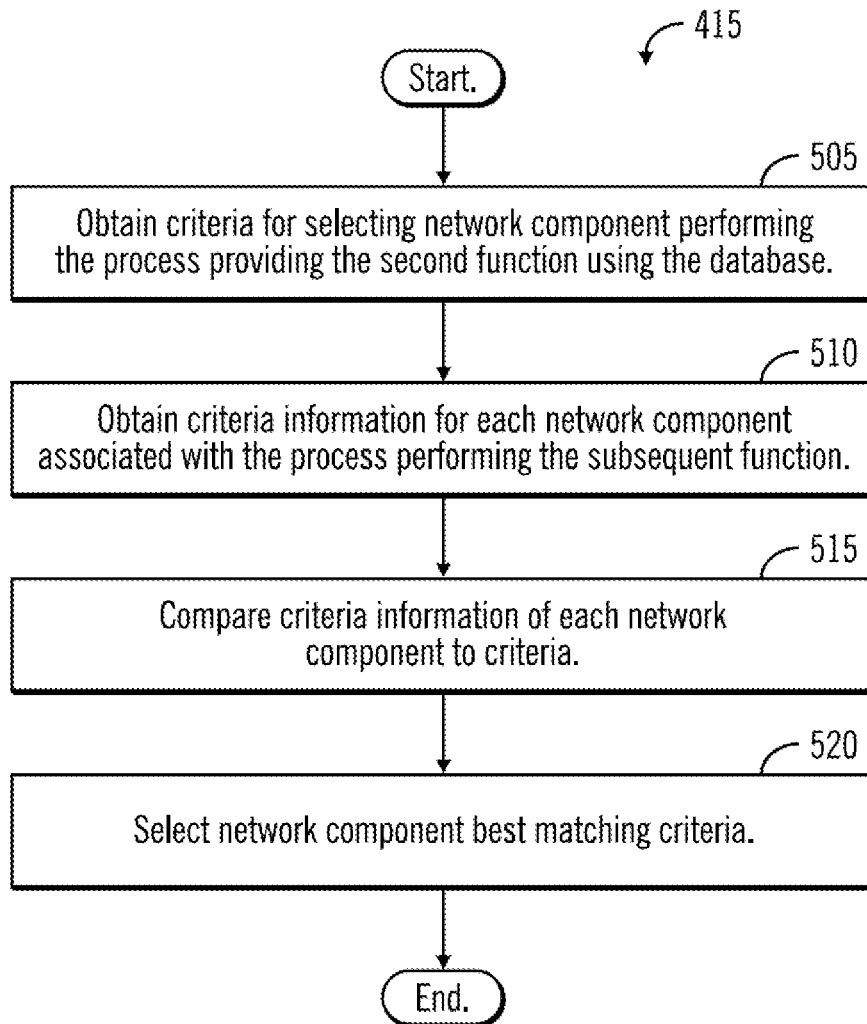 415
Start.
505
Obtain criteria for selecting network component performing
the process providing the second function using the database.
510
Obtain criteria information for each network component
associated with the process performing the subsequent function.
515
Compare criteria information of each network
component to criteria.
520
Select network component best matching criteria.
End.